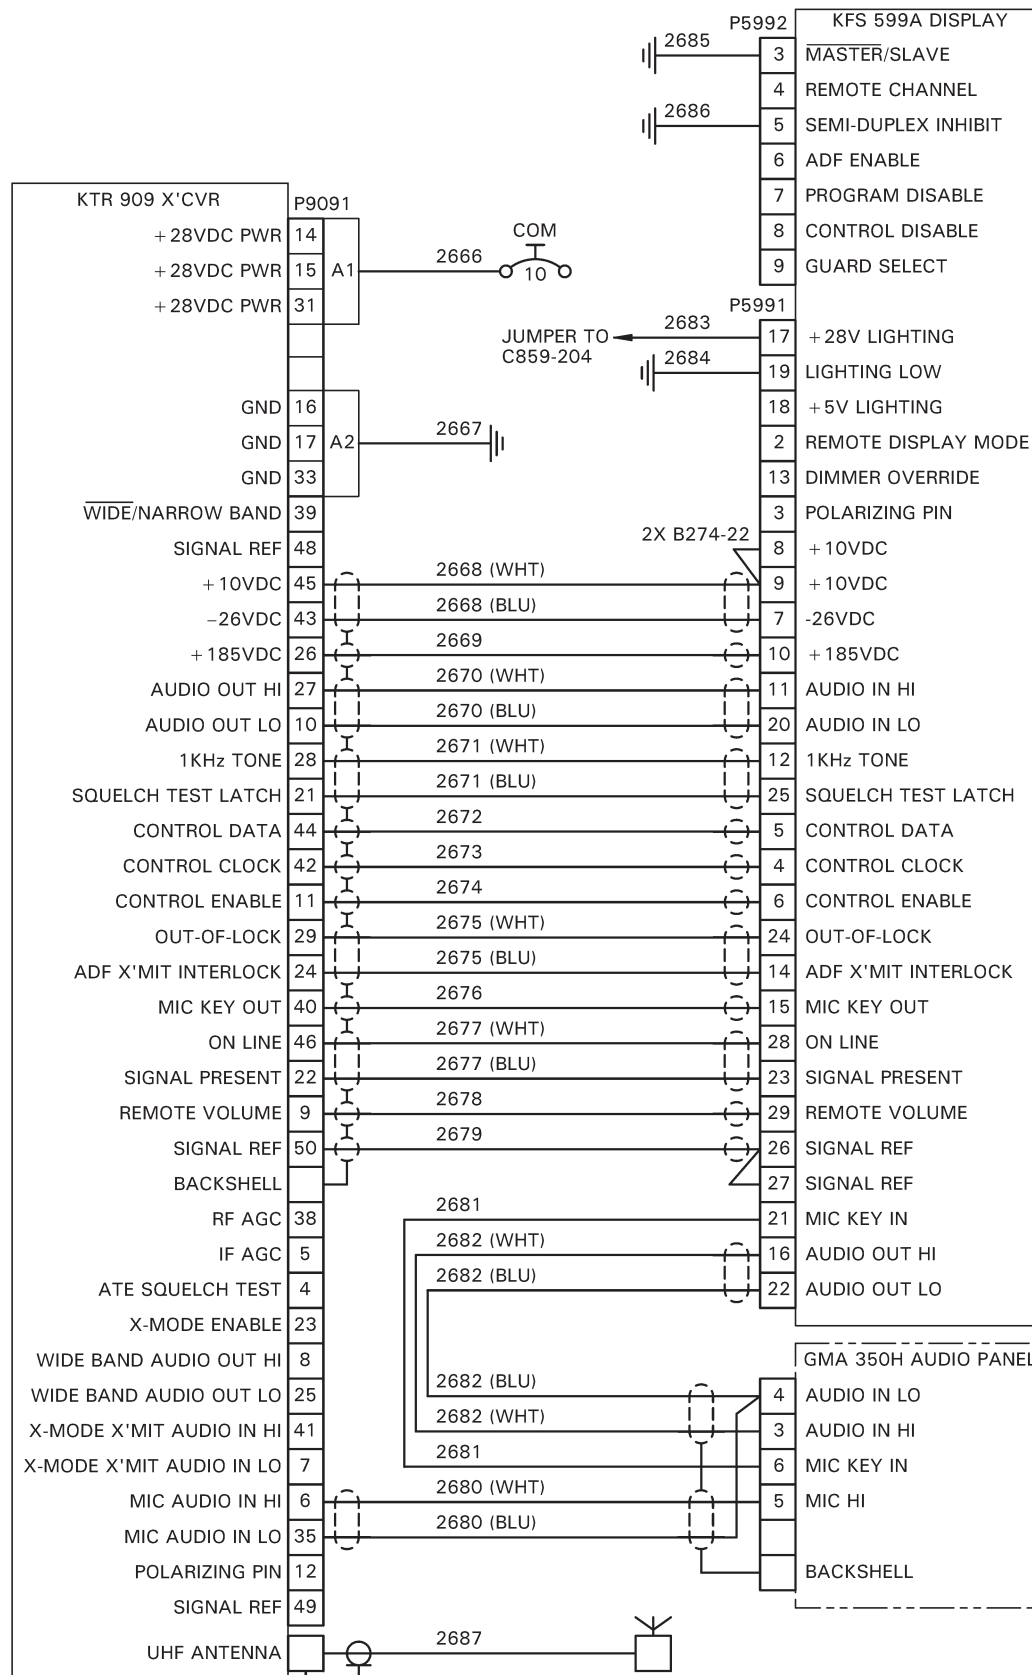 P5992 KFS 599A DISPLAY
2685 3 MASTER/SLAVE
4 REMOTE CHANNEL
2686 5 SEMI-DUPLEX INHIBIT
6 ADF ENABLE
KTR 909 X'CVR P9091 7 PROGRAM DISABLE
+28VDC PWR 14 COM 8 CONTROL DISABLE
+28VDC PWR 15 A1 2666 10 9 GUARD SELECT
+28VDC PWR 31 P5991
JUMPER TO 2683 17 +28V LIGHTING
C859-204 2684 19 LIGHTING LOW
GND 16 18 +5V LIGHTING
GND 17 A2 2667 2 REMOTE DISPLAY MODE
GND 33 13 DIMMER OVERRIDE
WIDE/NARROW BAND 39 3 POLARIZING PIN
SIGNAL REF 48 2X B274-22 8 +10VDC
+10VDC 45 2668 (WHT) 9 +10VDC
−26VDC 43 2668 (BLU) 7 -26VDC
+185VDC 26 2669 10 +185VDC
AUDIO OUT HI 27 2670 (WHT) 11 AUDIO IN HI
AUDIO OUT LO 10 2670 (BLU) 20 AUDIO IN LO
1KHz TONE 28 2671 (WHT) 12 1KHz TONE
SQUELCH TEST LATCH 21 2671 (BLU) 25 SQUELCH TEST LATCH
CONTROL DATA 44 2672 5 CONTROL DATA
CONTROL CLOCK 42 2673 4 CONTROL CLOCK
CONTROL ENABLE 11 2674 6 CONTROL ENABLE
OUT-OF-LOCK 29 2675 (WHT) 24 OUT-OF-LOCK
ADF X'MIT INTERLOCK 24 2675 (BLU) 14 ADF X'MIT INTERLOCK
MIC KEY OUT 40 2676 15 MIC KEY OUT
ON LINE 46 2677 (WHT) 28 ON LINE
SIGNAL PRESENT 22 2677 (BLU) 23 SIGNAL PRESENT
REMOTE VOLUME 9 2678 29 REMOTE VOLUME
SIGNAL REF 50 2679 26 SIGNAL REF
BACKSHELL 27 SIGNAL REF
RF AGC 38 2681 21 MIC KEY IN
IF AGC 5 2682 (WHT) 16 AUDIO OUT HI
ATE SQUELCH TEST 4 2682 (BLU) 22 AUDIO OUT LO
X-MODE ENABLE 23
WIDE BAND AUDIO OUT HI 8 GMA 350H AUDIO PANEL
WIDE BAND AUDIO OUT LO 25 2682 (BLU) 4 AUDIO IN LO
X-MODE X'MIT AUDIO IN HI 41 2682 (WHT) 3 AUDIO IN HI
X-MODE X'MIT AUDIO IN LO 7 2681 6 MIC KEY IN
MIC AUDIO IN HI 6 2680 (WHT) 5 MIC HI
MIC AUDIO IN LO 35 2680 (BLU)
POLARIZING PIN 12 BACKSHELL
SIGNAL REF 49
UHF ANTENNA 2687